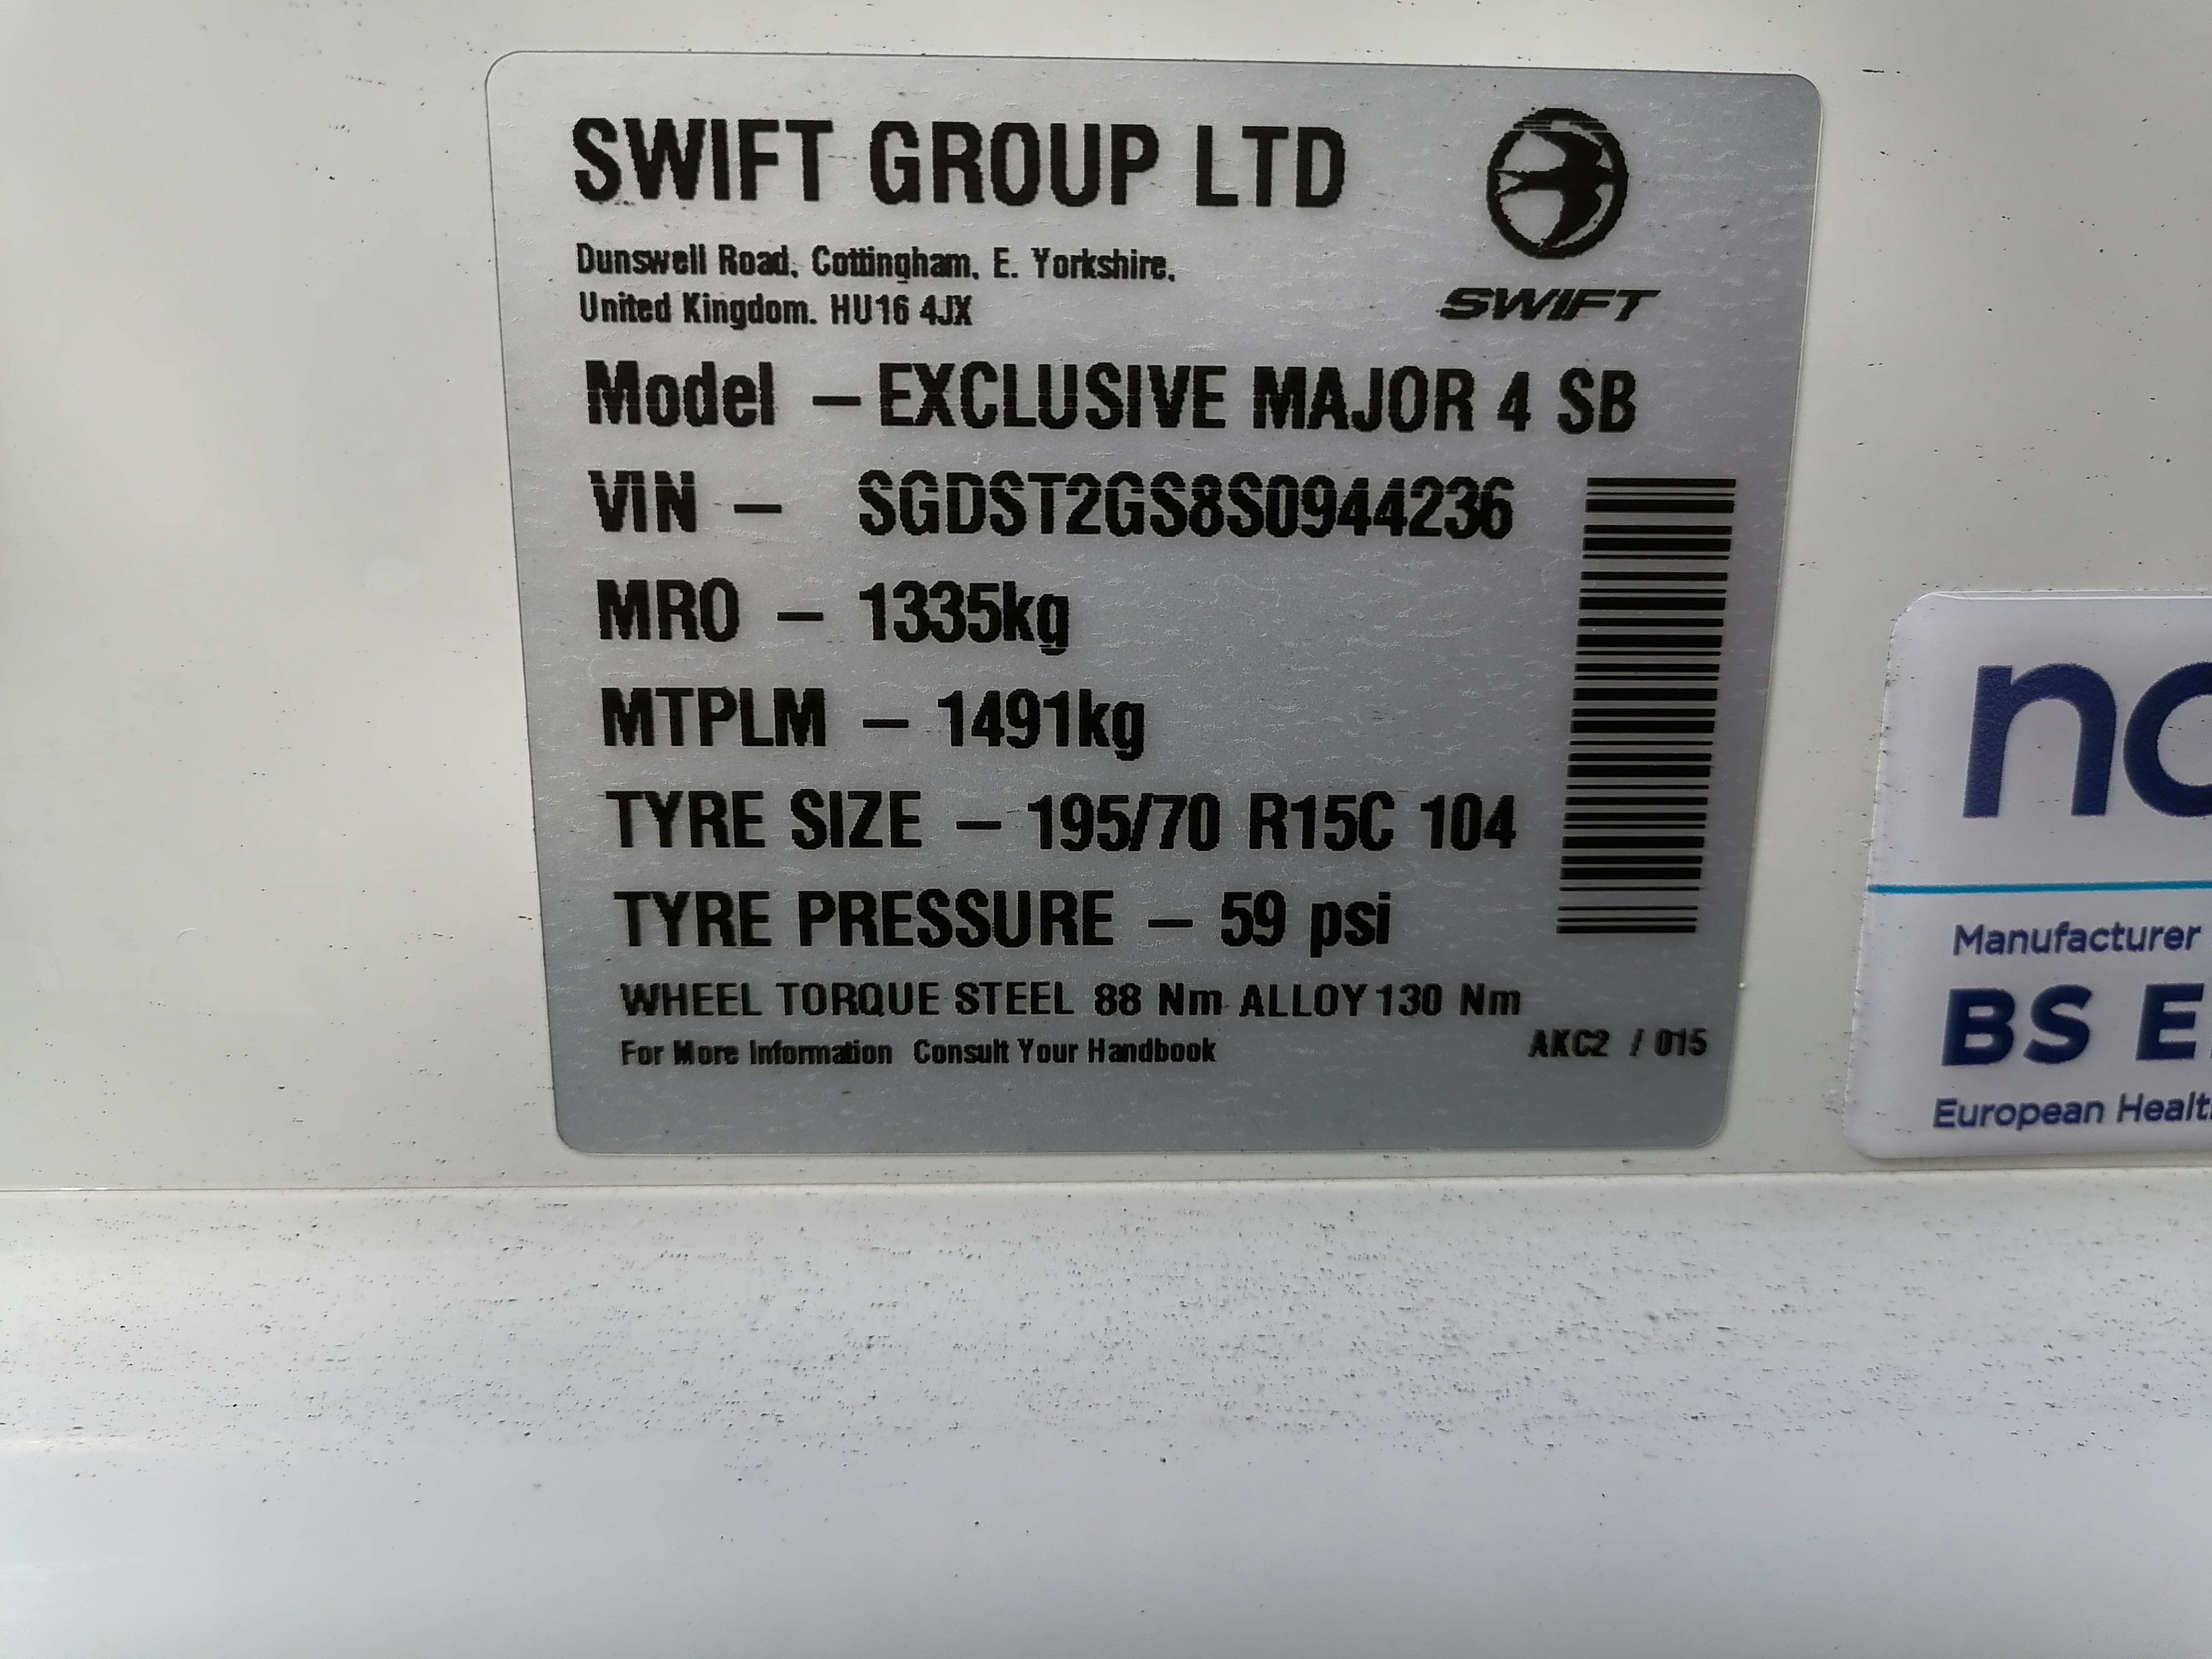 SWIFT GROUP LTD
SWIFT
Dunswell Road, Cottingham, E. Yorkshire,
United Kingdom. HU16 4JX
Model – EXCLUSIVE MAJOR 4 SB
VIN – SGDST2GS8S0944236
MRO – 1335kg
MTPLM – 1491kg
TYRE SIZE – 195/70 R15C 104
TYRE PRESSURE – 59 psi
WHEEL TORQUE STEEL 88 Nm ALLOY 130 Nm
For More Information Consult Your Handbook
AKC2 / 015
Manufacturer
BS
European